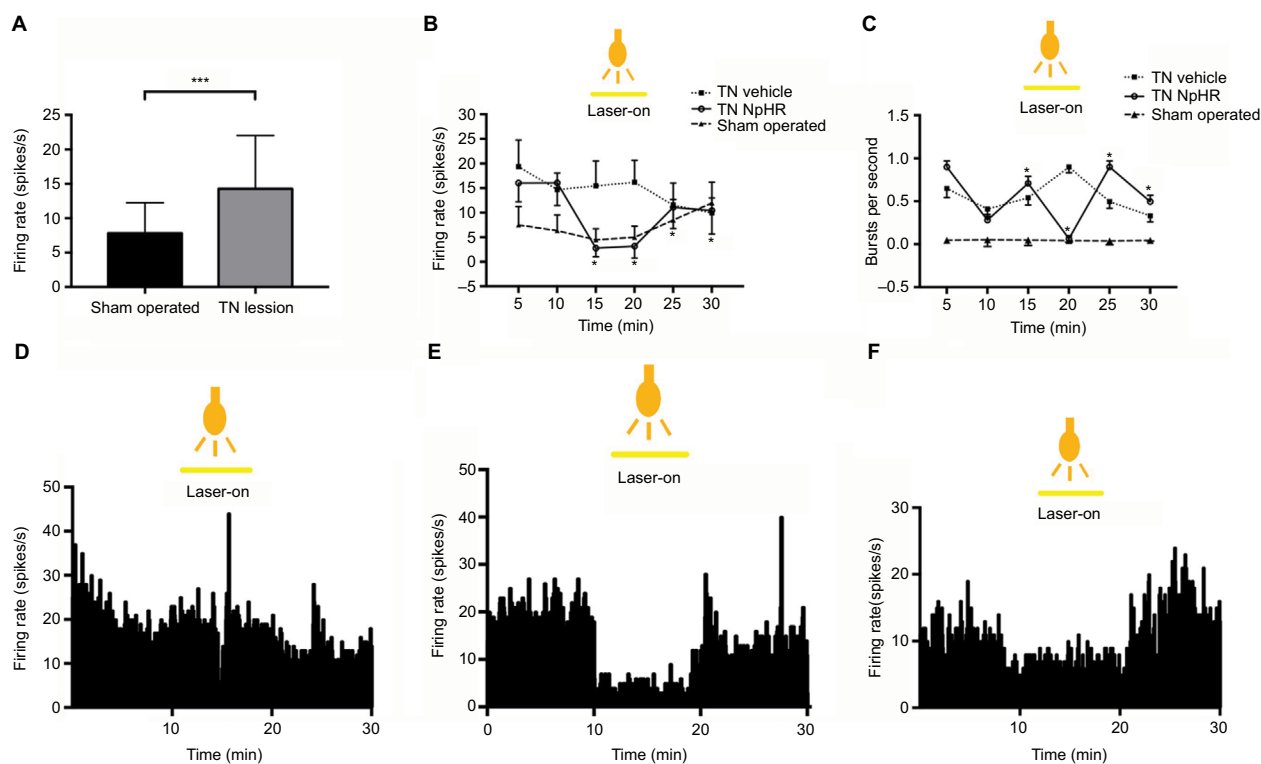 A
***
Firing rate (spikes/s)
25
20
15
10
5
0
Sham operated
TN lession
B
Laser-on
TN vehicle
TN NpHR
Sham operated
Firing rate (spikes/s)
30
25
20
15
10
5
0
–5
*
*
*
*
5 10 15 20 25 30
Time (min)
C
Laser-on
TN vehicle
TN NpHR
Sham operated
Bursts per second
1.5
1.0
0.5
0.0
–0.5
*
*
*
*
5 10 15 20 25 30
Time (min)
D
Laser-on
Firing rate (spikes/s)
50
40
30
20
10
0
10 20 30
Time (min)
E
Laser-on
Firing rate (spikes/s)
50
40
30
20
10
0
0 10 20 30
Time (min)
F
Laser-on
Firing rate(spikes/s)
30
20
10
0
10 20 30
Time (min)